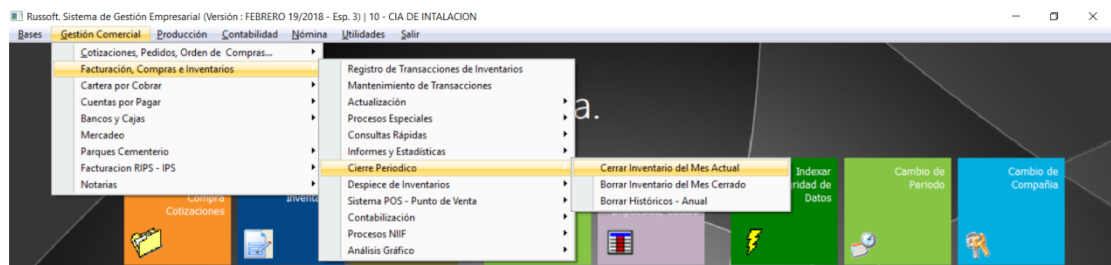 Russoft. Sistema de Gestión Empresarial (Versión : FEBRERO 19/2018 - Esp. 3) | 10 - CIA DE INTALACION
Bases Gestión Comercial Producción Contabilidad Nómina Utilidades Salir
Cotizaciones, Pedidos, Orden de Compras...
Facturación, Compras e Inventarios
Cartera por Cobrar
Cuentas por Pagar
Bancos y Cajas
Mercadeo
Parques Cementerio
Facturacion RIPS - IPS
Notarias
Registro de Transacciones de Inventarios
Mantenimiento de Transacciones
Actualización
Procesos Especiales
Consultas Rápidas
Informes y Estadísticas
Cierre Periodico
Despiece de Inventarios
Sistema POS - Punto de Venta
Contabilización
Procesos NIIF
Análisis Gráfico
Cerrar Inventario del Mes Actual
Borrar Inventario del Mes Cerrado
Borrar Históricos - Anual
a.
Compra
Cotizaciones
Indexar
Datos
Cambio de
Periodo
Cambio de
Compañia